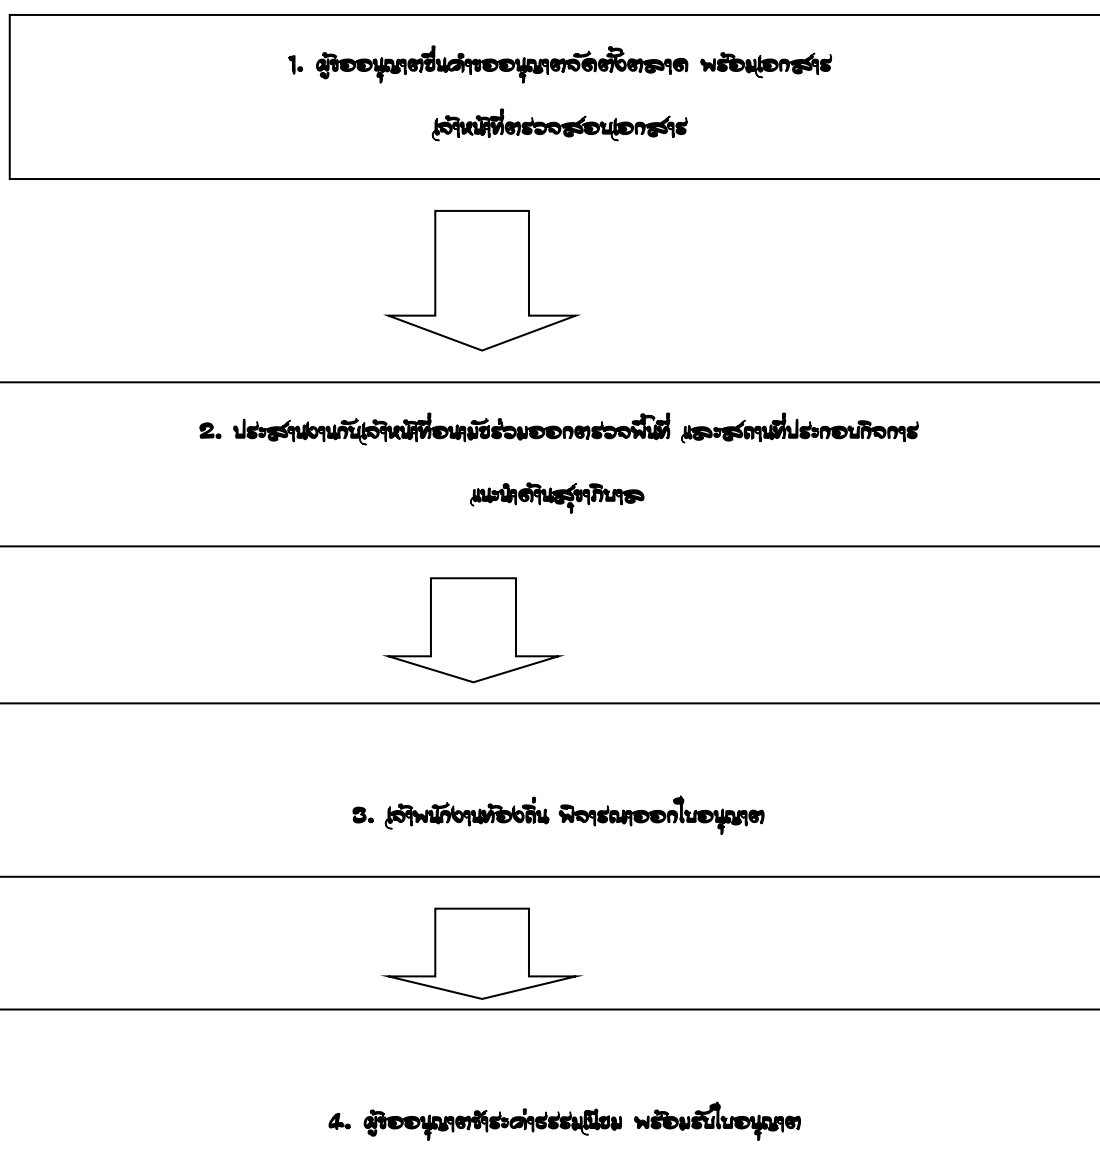 1. ผู้ขออนุญาตยื่นคำขออนุญาตจัดตั้งตลาด พร้อมเอกสาร
เจ้าหน้าที่ตรวจสอบเอกสาร
2. ประสานงานกับเจ้าหน้าที่อนามัยร่วมออกตรวจพื้นที่ และสถานที่ประกอบกิจการ
แนะนำด้านสุขาภิบาล
3. เจ้าพนักงานท้องถิ่น พิจารณาออกใบอนุญาต
4. ผู้ขออนุญาตชำระค่าธรรมเนียม พร้อมรับใบอนุญาต